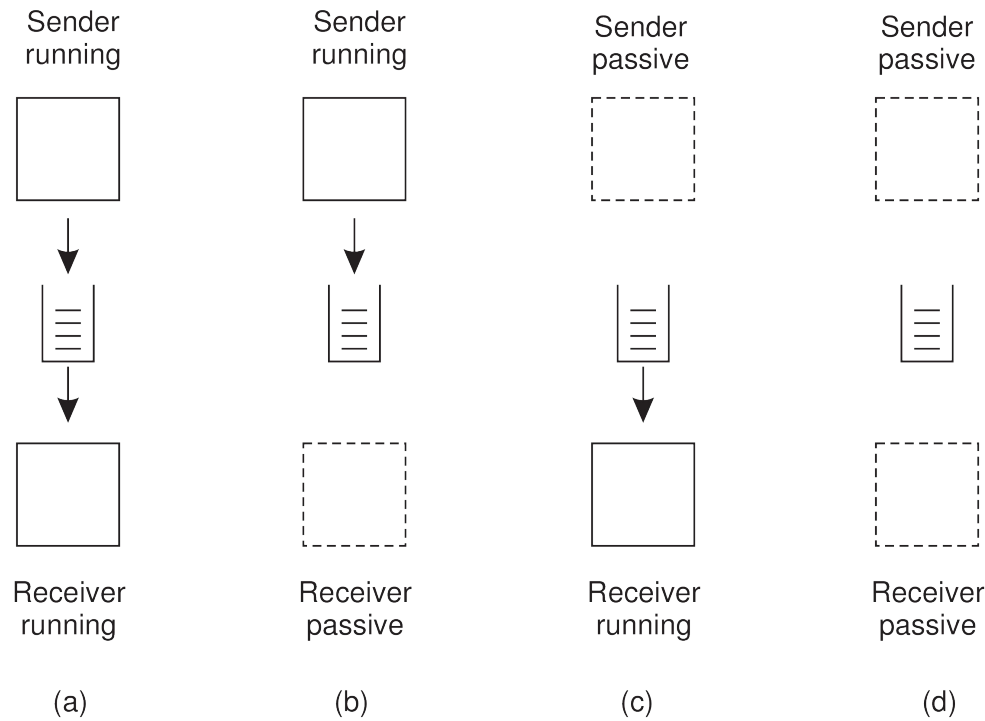 Sender
running
Sender
running
Sender
passive
Sender
passive
Receiver
running
Receiver
passive
Receiver
running
Receiver
passive
(a)
(b)
(c)
(d)